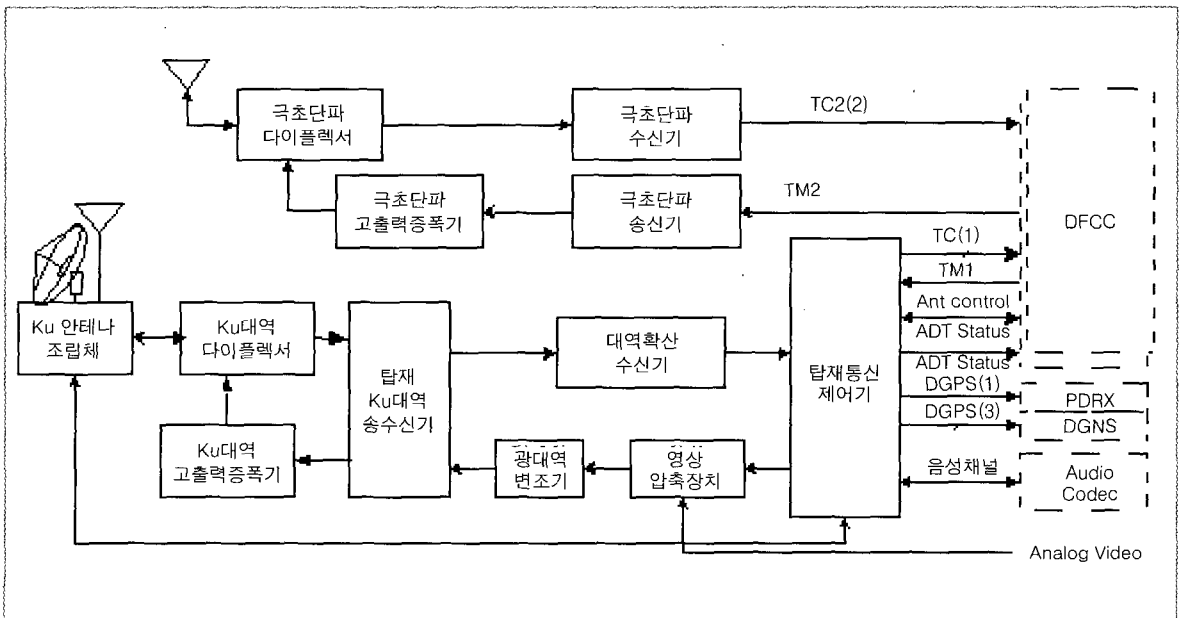 극초단파
다이플렉서
극초단파
수신기
TC2(2)
극초단파
고출력증폭기
극초단파
송신기
TM2
DFCC
TC(1)
TM1
Ant control
ADT Status
ADT Status
Ku 안테나
조립체
Ku대역
다이플렉서
탑재
Ku대역
송수신기
대역확산
수신기
탑재통신
제어기
DGPS(1)
PDRX
DGPS(3)
DGNS
Ku대역
고출력증폭기
광대역
변조기
영상
압축장치
음성채널
Audio
Codec
Analog Video